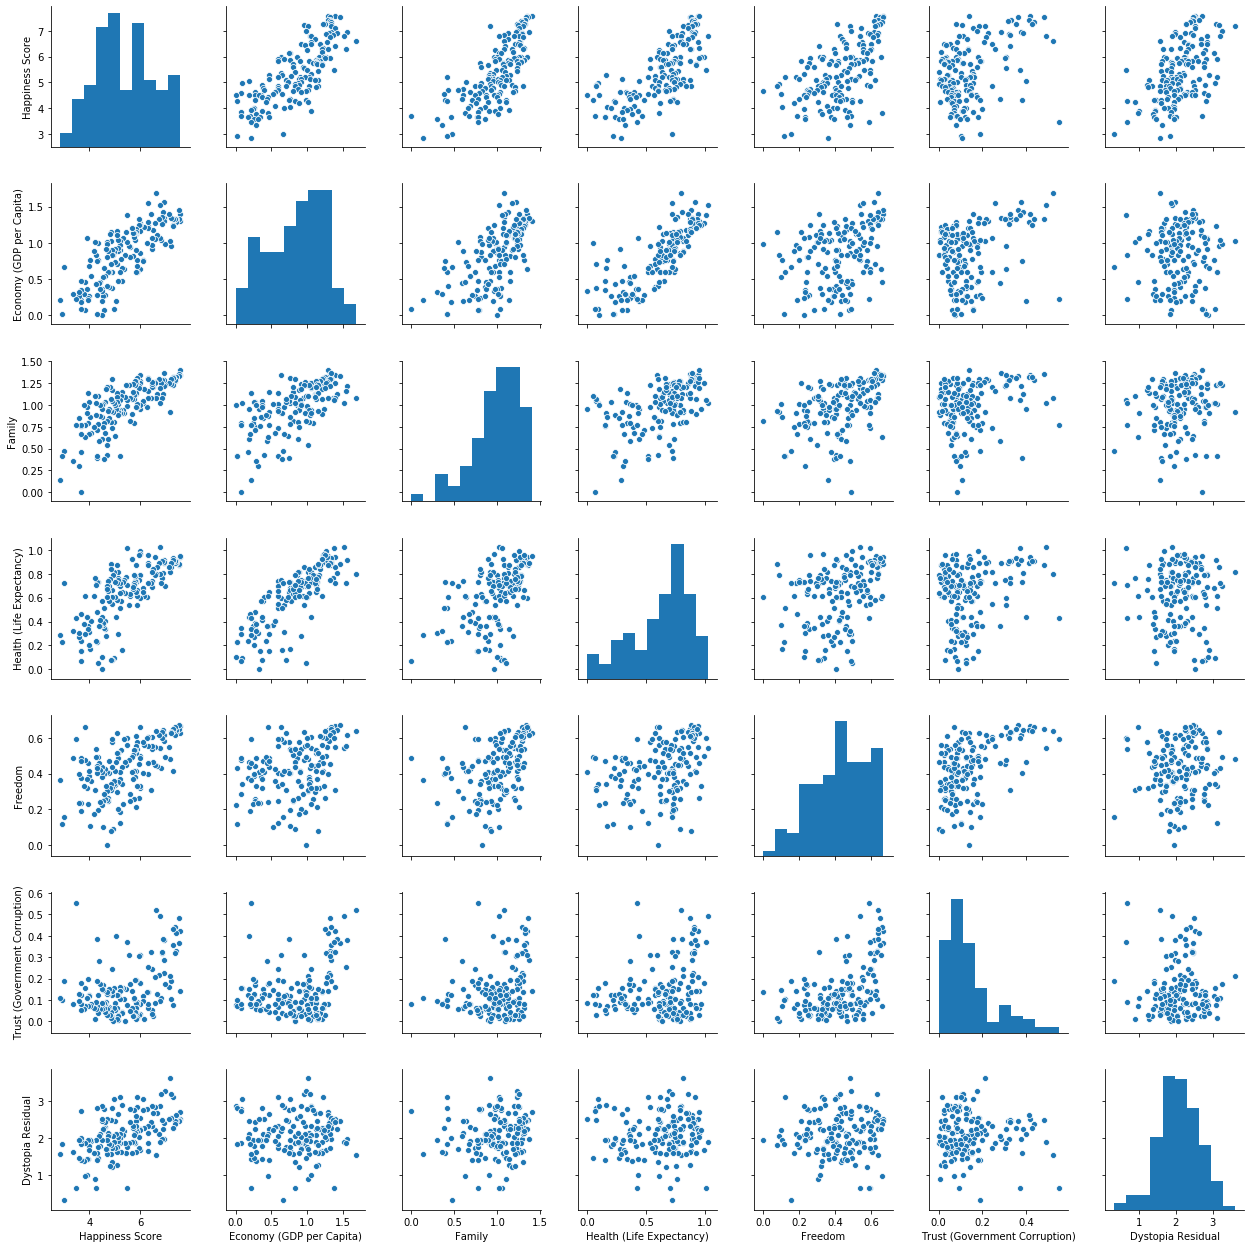 Happiness Score
7
6
5
4
3
Economy (GDP per Capita)
1.5
1.0
0.5
0.0
Family
1.50
1.25
1.00
0.75
0.50
0.25
0.00
Health (Life Expectancy)
1.0
0.8
0.6
0.4
0.2
0.0
Freedom
0.6
0.4
0.2
0.0
Trust (Government Corruption)
0.6
0.5
0.4
0.3
0.2
0.1
0.0
Dystopia Residual
3
2
1
4 6
0.0 0.5 1.0 1.5
0.0 0.5 1.0 1.5
0.0 0.5 1.0
0.0 0.2 0.4 0.6
0.0 0.2 0.4
1 2 3
Happiness Score
Economy (GDP per Capita)
Family
Health (Life Expectancy)
Freedom
Trust (Government Corruption)
Dystopia Residual